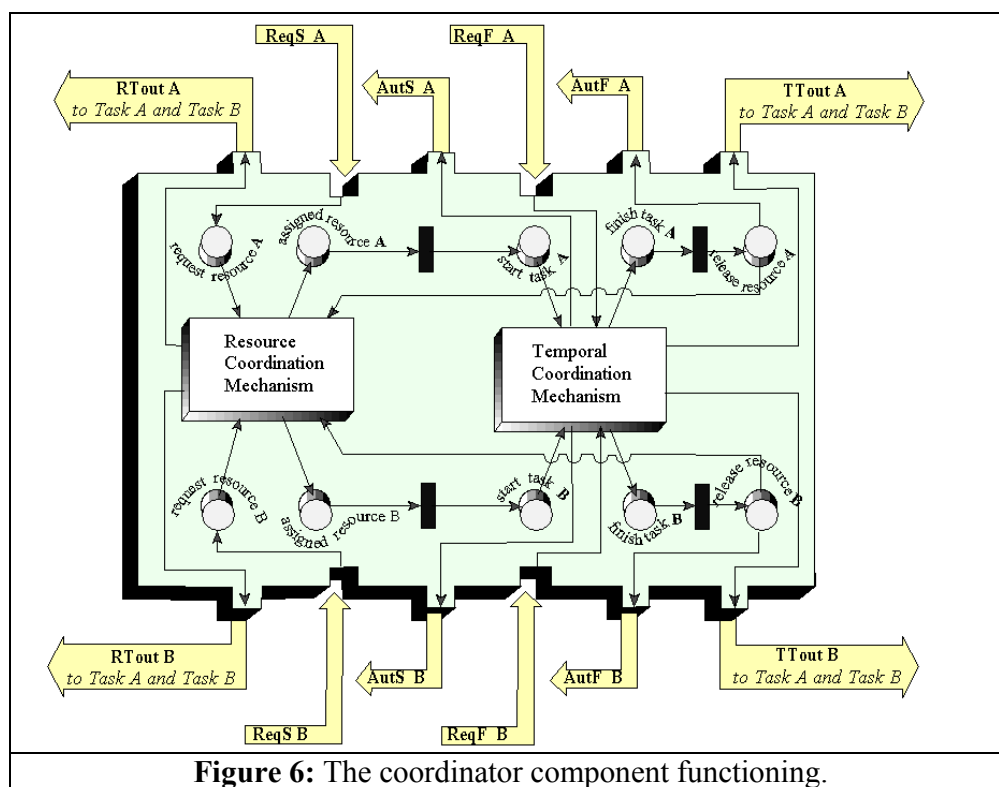 ReqS A
ReqF A
RTout A
to Task A and Task B
AutS A
AutF A
TTout A
to Task A and Task B
request resource A
assigned resource A
start task A
finish task A
release resource A
Resource
Coordination
Mechanism
Temporal
Coordination
Mechanism
request resource B
assigned resource B
start task B
finish task B
release resource B
RTout B
to Task A and Task B
AutS B
AutF B
TTout B
to Task A and Task B
ReqS B
ReqF B
Figure 6: The coordinator component functioning.